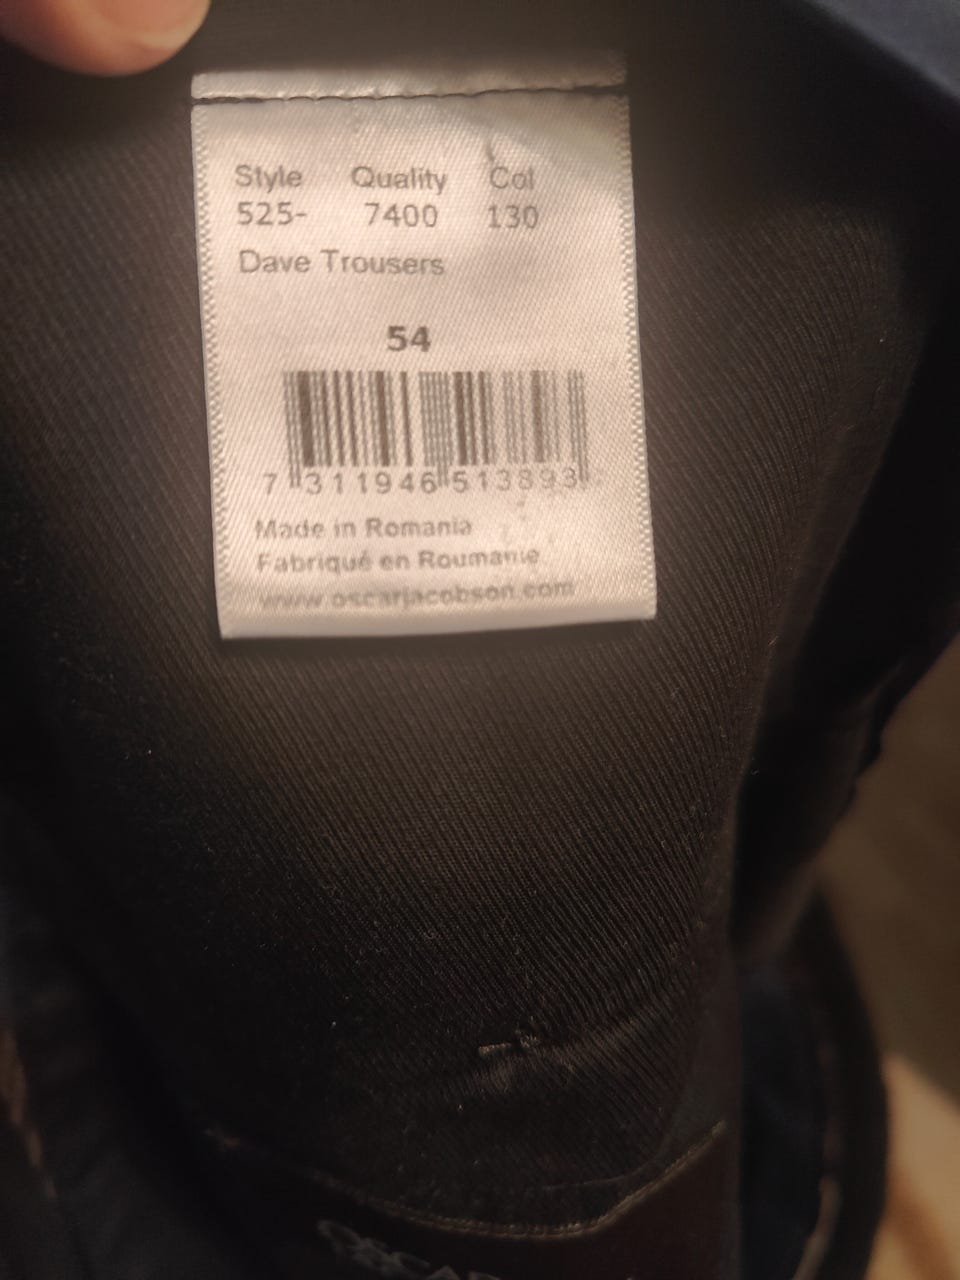 Style Quality Col
525- 7400 130
Dave Trousers
54
7 311946 513893
Made in Romania
Fabriqué en Roumanie
www.oscarjacobson.com